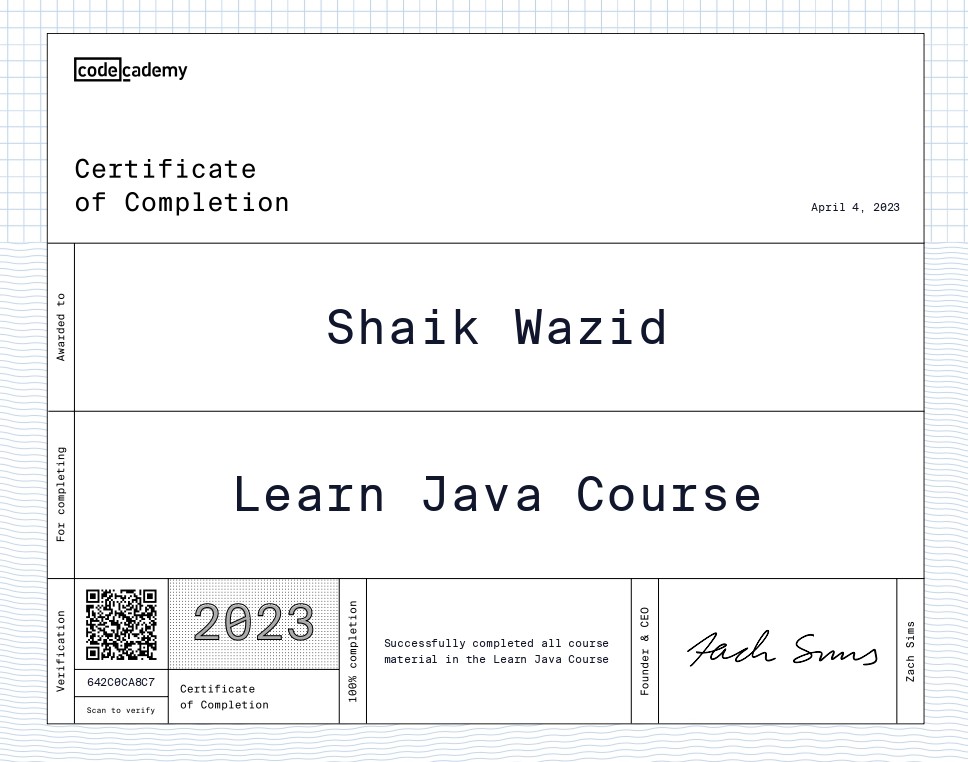 codecademy
Certificate
of Completion
April 4, 2023
Awarded to
Shaik Wazid
For completing
Learn Java Course
Verification
642C0CA8C7
Scan to verify
2023
Certificate
of Completion
100% completion
Successfully completed all course
material in the Learn Java Course
Founder & CEO
Zach Sims
Zach Sims